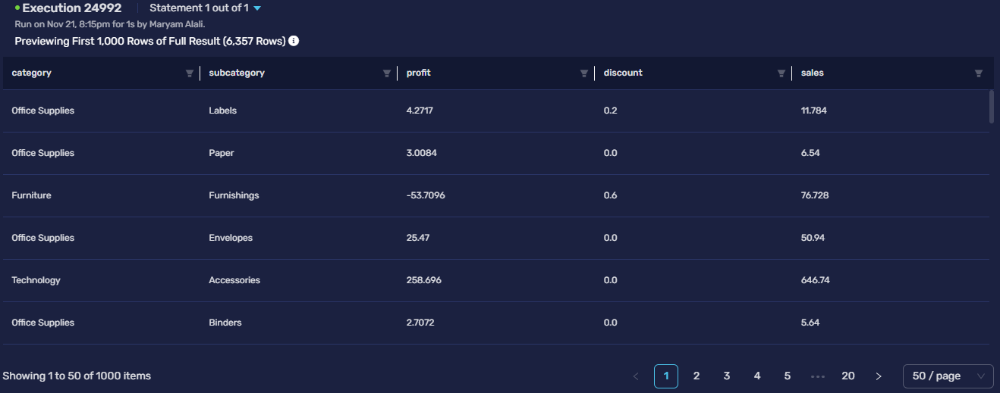 Execution 24992 Statement 1 out of 1
Run on Nov 21, 8:15pm for 1s by Maryam Alali.
Previewing First 1,000 Rows of Full Result (6,357 Rows)
category subcategory profit discount sales
Office Supplies Labels 4.2717 0.2 11.784
Office Supplies Paper 3.0084 0.0 6.54
Furniture Furnishings -53.7096 0.6 76.728
Office Supplies Envelopes 25.47 0.0 50.94
Technology Accessories 258.696 0.0 646.74
Office Supplies Binders 2.7072 0.0 5.64
Showing 1 to 50 of 1000 items < 1 2 3 4 5 ••• 20 > 50 / page